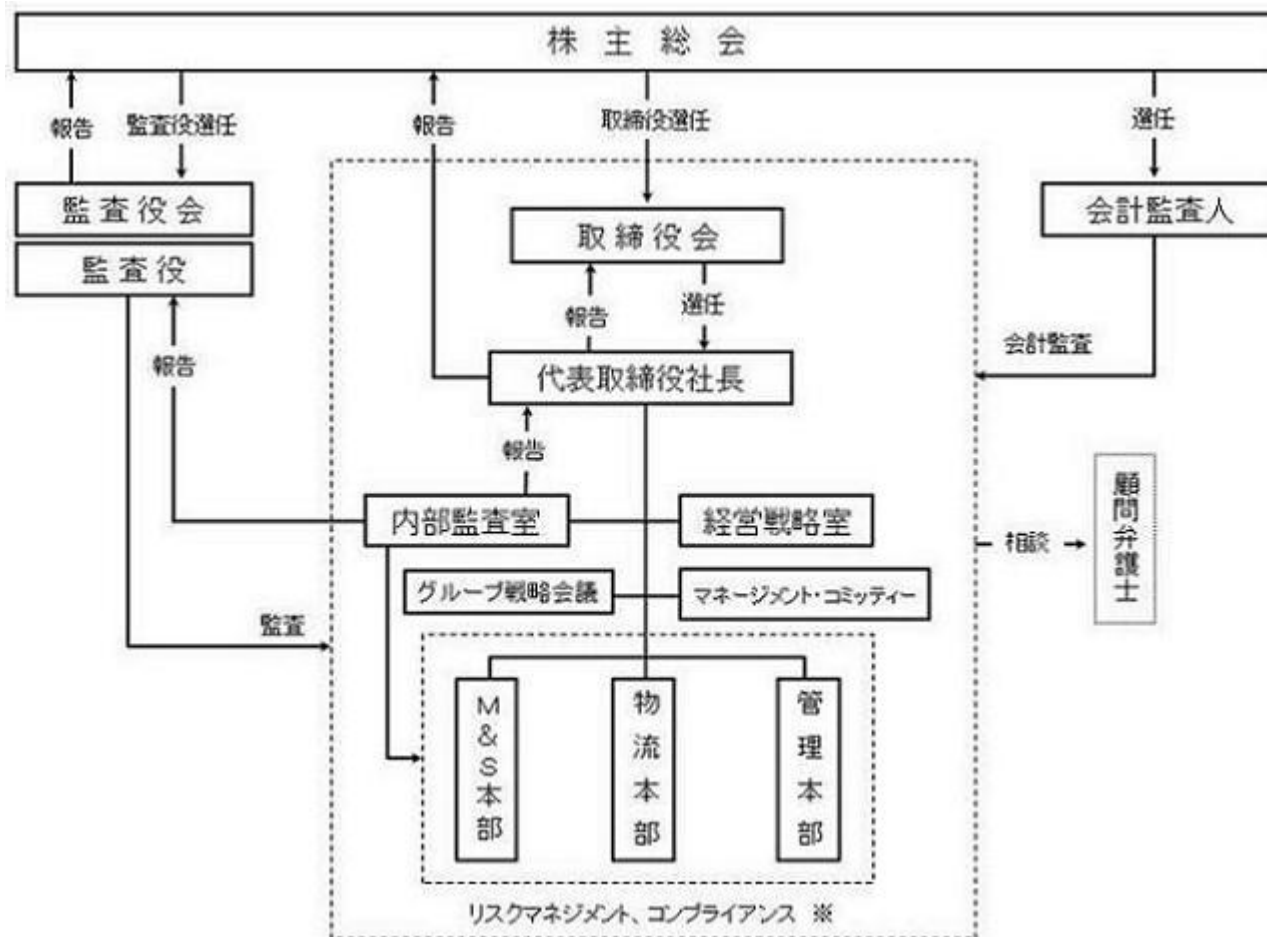 株主総会
報告
監査役選任
報告
取締役選任
選任
監査役会
監査役
取締役会
会計監査人
報告
選任
会計監査
報告
代表取締役社長
報告
内部監査室
経営戦略室
相談
顧問弁護士
グループ戦略会議
マネージメント・コミッティー
監査
M&S本部
物流本部
管理本部
リスクマネジメント、コンプライアンス ※